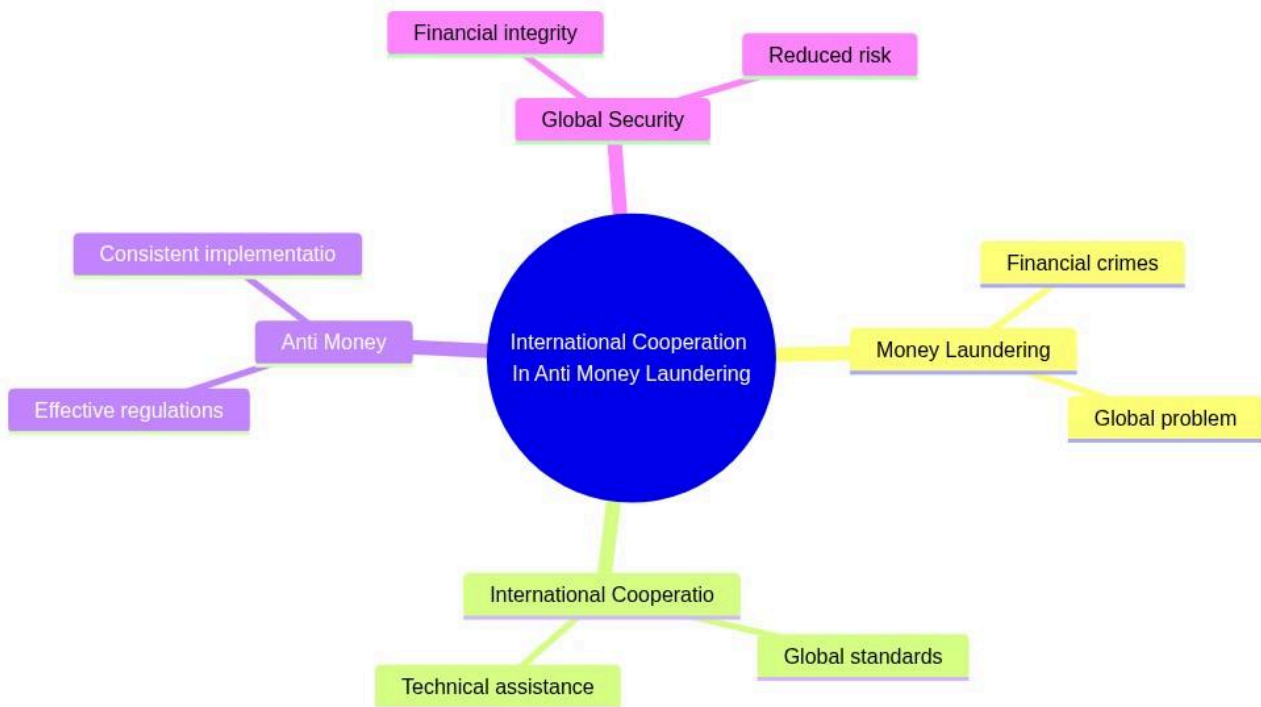 Financial integrity
Reduced risk
Global Security
Consistent implementatio
Financial crimes
Anti Money
International Cooperation
In Anti Money Laundering
Money Laundering
Effective regulations
Global problem
International Cooperatio
Global standards
Technical assistance